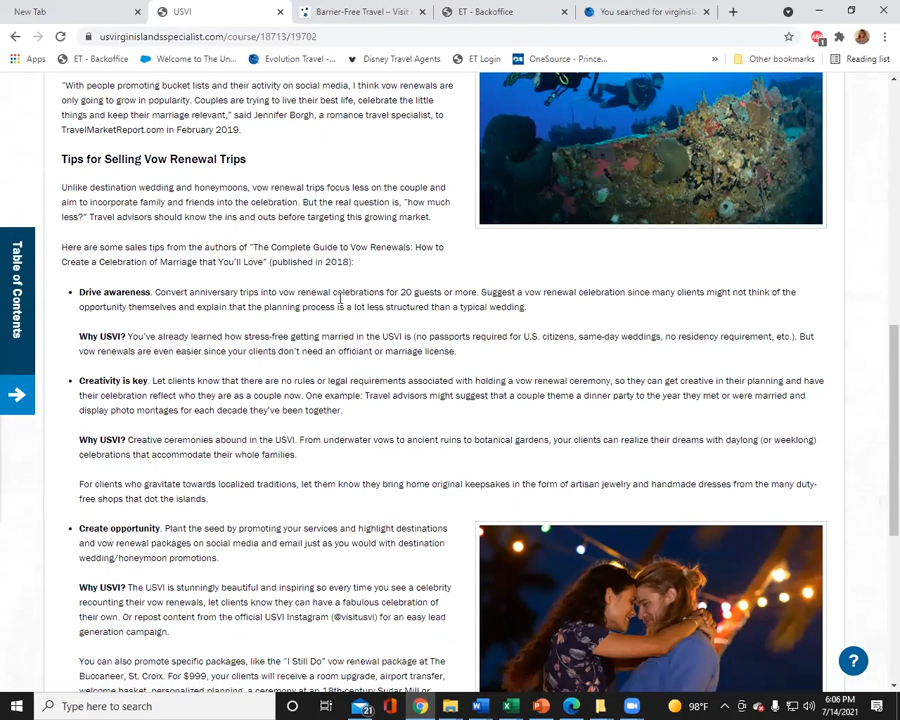 New Tab
USVI
Barrier-Free Travel – Visit
ET - Backoffice
You searched for virginisl
usvirginislandsspecialist.com/course/18713/19702
Apps
ET - Backoffice
Welcome to The Un...
Evolution Travel -...
Disney Travel Agents
ET Login
OneSource - Prince...
»
Other bookmarks
Reading list
"With people promoting bucket lists and their activity on social media, I think vow renewals are
only going to grow in popularity. Couples are trying to live their best life, celebrate the little
things and keep their marriage relevant," said Jennifer Borgh, a romance travel specialist, to
TravelMarketReport.com in February 2019.
Tips for Selling Vow Renewal Trips
Unlike destination wedding and honeymoons, vow renewal trips focus less on the couple and
aim to incorporate family and friends into the celebration. But the real question is, "how much
less?" Travel advisors should know the ins and outs before targeting this growing market.
Here are some sales tips from the authors of "The Complete Guide to Vow Renewals: How to
Create a Celebration of Marriage that You'll Love" (published in 2018):
• Drive awareness. Convert anniversary trips into vow renewal celebrations for 20 guests or more. Suggest a vow renewal celebration since many clients might not think of the
opportunity themselves and explain that the planning process is a lot less structured than a typical wedding.
Why USVI? You've already learned how stress-free getting married in the USVI is (no passports required for U.S. citizens, same-day weddings, no residency requirement, etc.). But
vow renewals are even easier since your clients don't need an officiant or marriage license.
• Creativity is key. Let clients know that there are no rules or legal requirements associated with holding a vow renewal ceremony, so they can get creative in their planning and have
their celebration reflect who they are as a couple now. One example: Travel advisors might suggest that a couple theme a dinner party to the year they met or were married and
display photo montages for each decade they've been together.
Why USVI? Creative ceremonies abound in the USVI. From underwater vows to ancient ruins to botanical gardens, your clients can realize their dreams with daylong (or weeklong)
celebrations that accommodate their whole families.
For clients who gravitate towards localized traditions, let them know they bring home original keepsakes in the form of artisan jewelry and handmade dresses from the many duty-
free shops that dot the islands.
• Create opportunity. Plant the seed by promoting your services and highlight destinations
and vow renewal packages on social media and email just as you would with destination
wedding/honeymoon promotions.
Why USVI? The USVI is stunningly beautiful and inspiring so every time you see a celebrity
recounting their vow renewals, let clients know they can have a fabulous celebration of
their own. Or repost content from the official USVI Instagram (@visitusvi) for an easy lead
generation campaign.
You can also promote specific packages, like the "I Still Do" vow renewal package at The
Buccaneer, St. Croix. For $999, your clients will receive a room upgrade, airport transfer,
welcome basket, personalized planning, a ceremony at an 18th-century Sugar Mill or
Table of Contents
?
Type here to search
21
98°F
6:06 PM
7/14/2021